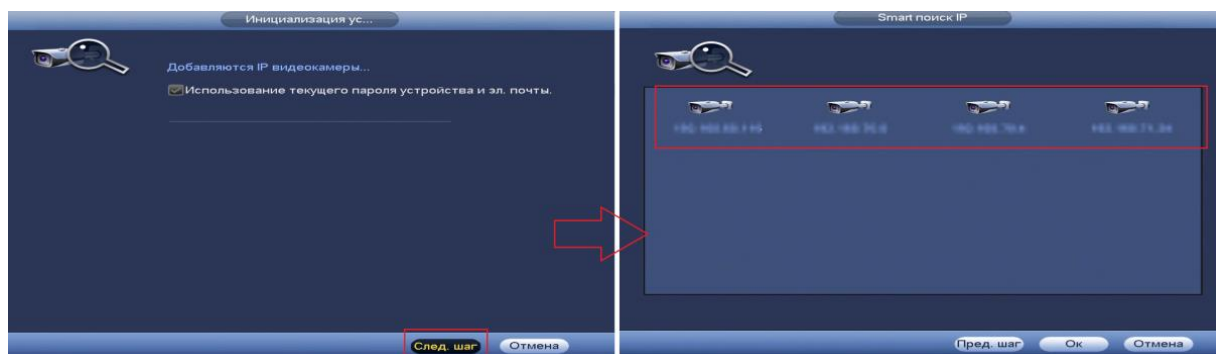 Инициализация ус...
Добавляются IP видеокамеры...
Использование текущего пароля устройства и эл. почты.
След. шаг
Отмена
Smart поиск IP
Пред. шаг
Ок
Отмена